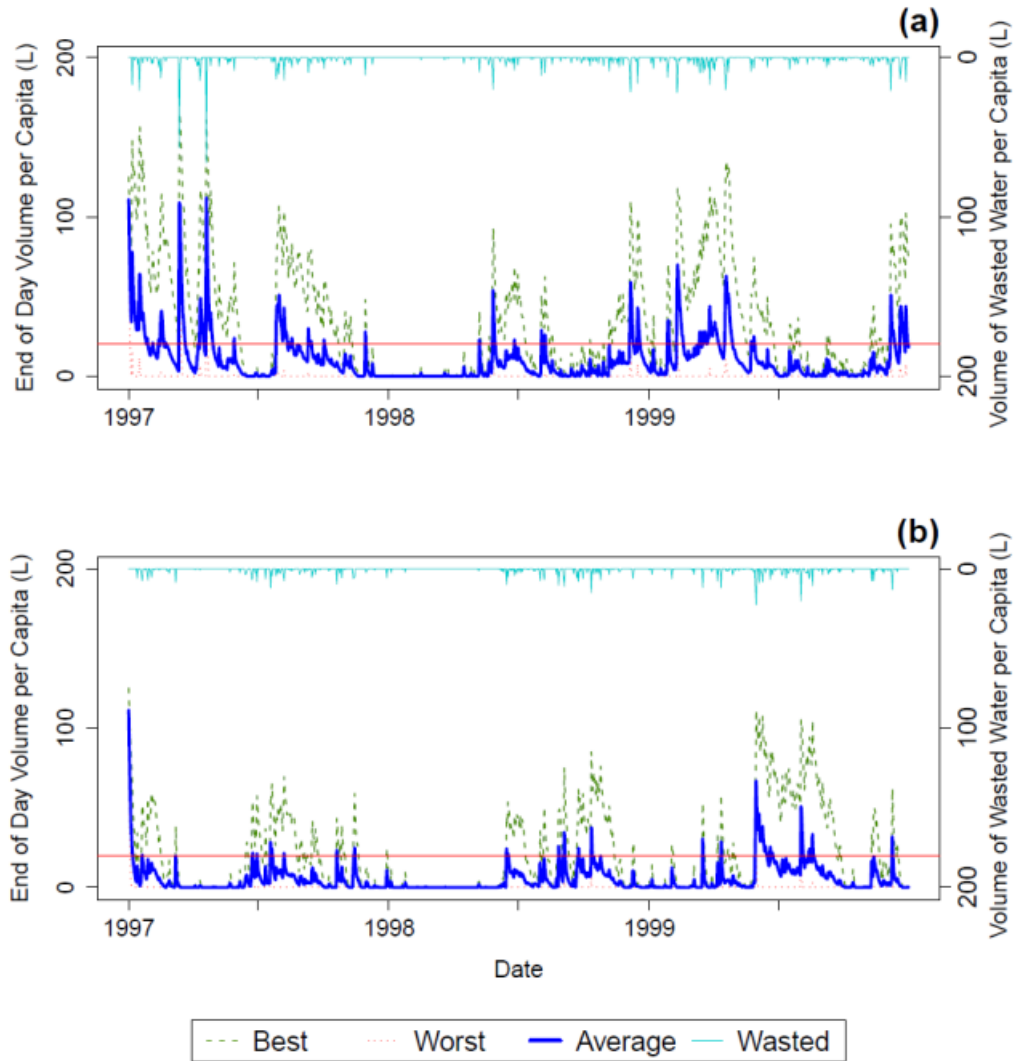 (a)
End of Day Volume per Capita (L)
200
100
0
Volume of Wasted Water per Capita (L)
0
100
200
1997
1998
1999
(b)
End of Day Volume per Capita (L)
200
100
0
Volume of Wasted Water per Capita (L)
0
100
200
1997
1998
1999
Date
Best
Worst
Average
Wasted